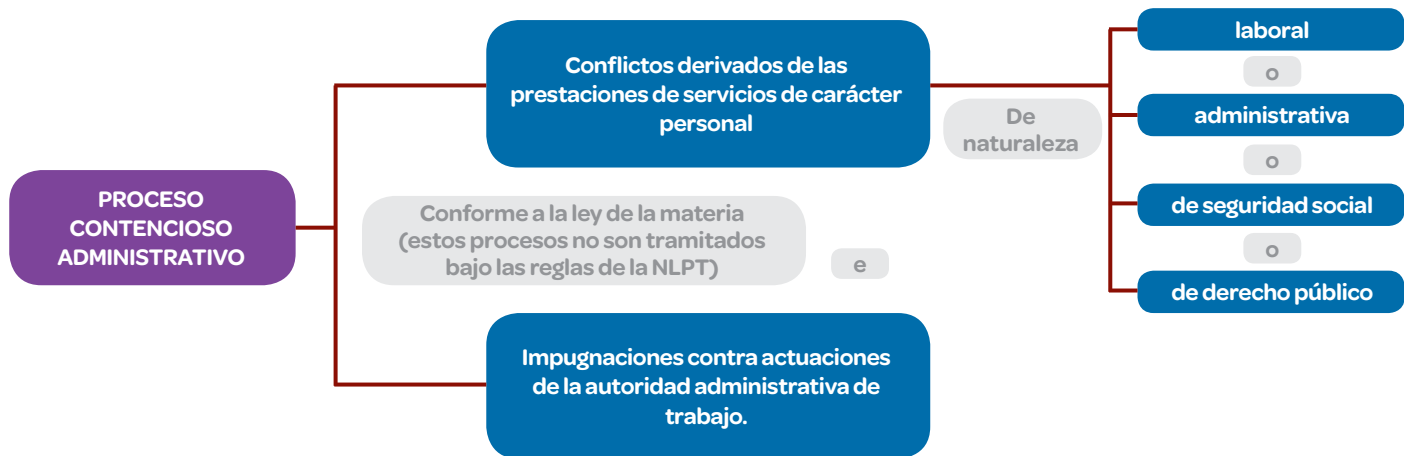 PROCESO
CONTENCIOSO
ADMINISTRATIVO
Conflictos derivados de las
prestaciones de servicios de carácter
personal
Conforme a la ley de la materia
(estos procesos no son tramitados
bajo las reglas de la NLPT)
e
Impugnaciones contra actuaciones
de la autoridad administrativa de
trabajo.
De
naturaleza
laboral
o
administrativa
o
de seguridad social
o
de derecho público